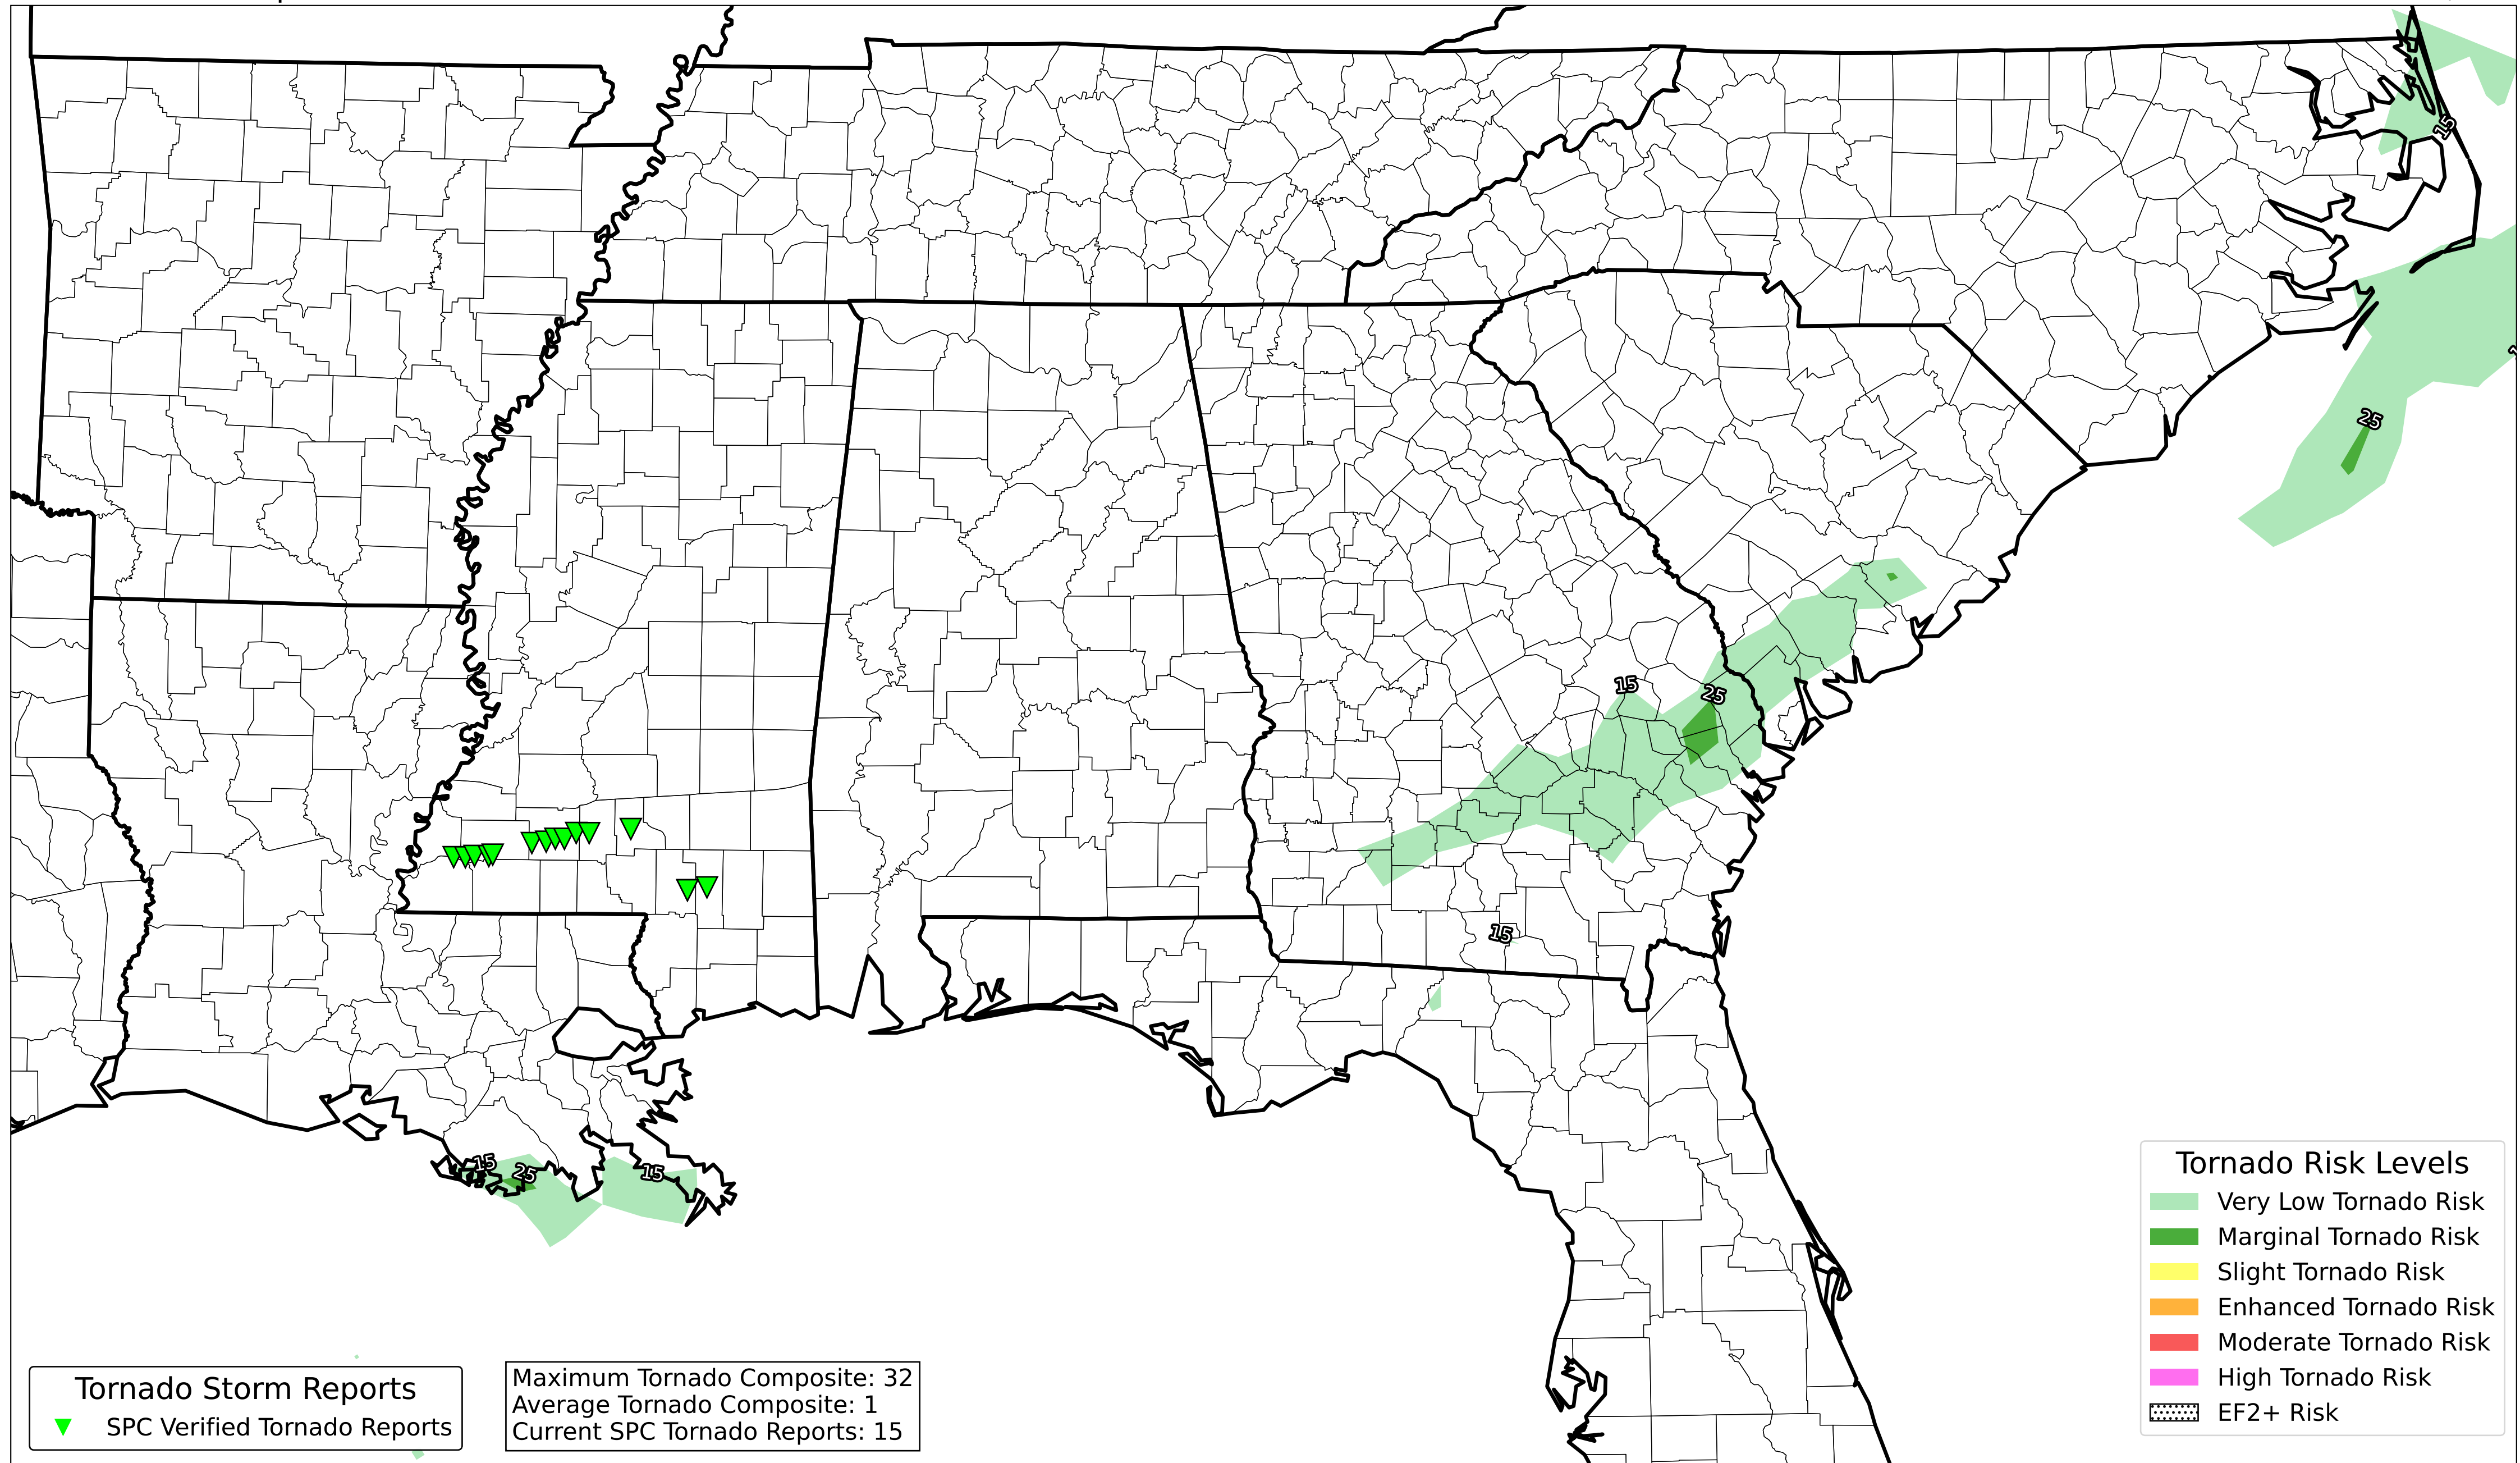 15
25
15
25
15
15
25
15
Tornado Risk Levels
Very Low Tornado Risk
Marginal Tornado Risk
Slight Tornado Risk
Enhanced Tornado Risk
Moderate Tornado Risk
High Tornado Risk
EF2+ Risk
Tornado Storm Reports
SPC Verified Tornado Reports
Maximum Tornado Composite: 32
Average Tornado Composite: 1
Current SPC Tornado Reports: 15